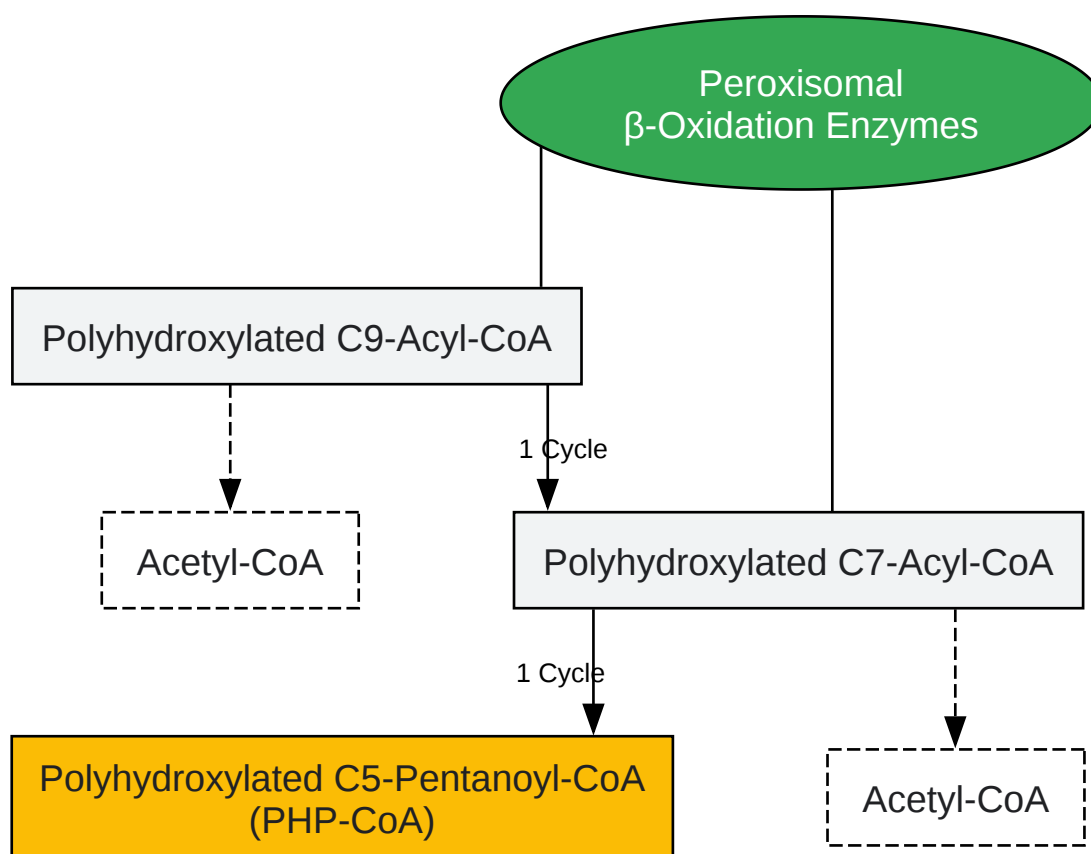 Peroxisomal
β-Oxidation Enzymes
Polyhydroxylated C9-Acyl-CoA
1 Cycle
Acetyl-CoA
Polyhydroxylated C7-Acyl-CoA
1 Cycle
Polyhydroxylated C5-Pentanoyl-CoA
(PHP-CoA)
Acetyl-CoA